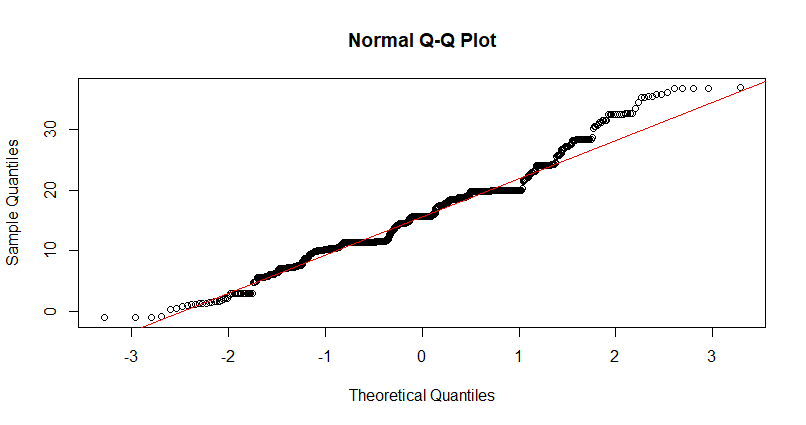 Normal Q-Q Plot
Sample Quantiles
30
20
10
0
-3 -2 -1 0 1 2 3
Theoretical Quantiles